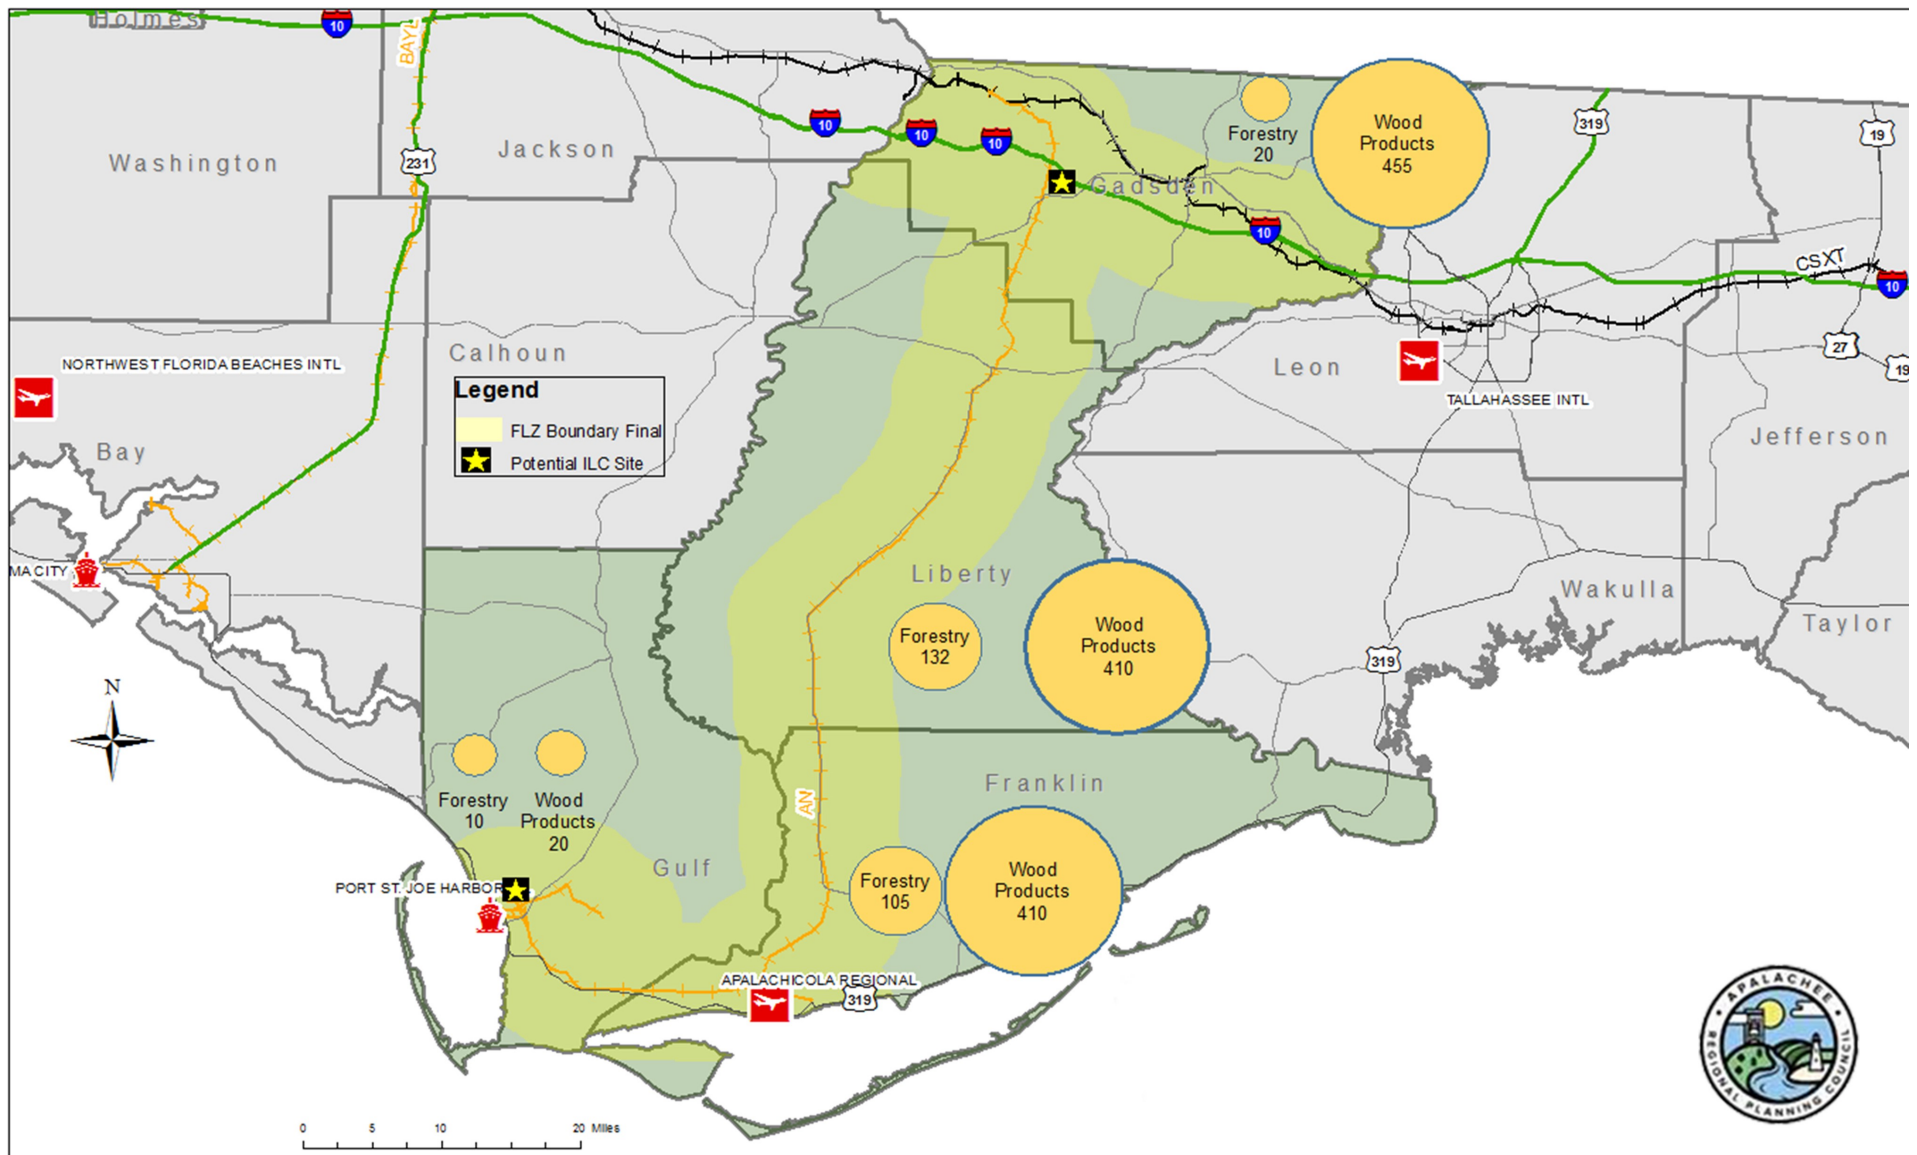 Holmes
10
BAYL
231
Washington
Jackson
10
10
10
Forestry
20
Wood
Products
455
319
19
Gadsden
10
CSXT
10
27
19
NORTHWEST FLORIDA BEACHES INTL
Calhoun
Leon
TALLAHASSEE INTL
Jefferson
Bay
Legend
FLZ Boundary Final
Potential ILC Site
MA CITY
Liberty
Forestry
132
Wood
Products
410
Wakulla
Taylor
319
N
Forestry
10
Wood
Products
20
Franklin
AN
Gulf
PORT ST. JOE HARBOR
Forestry
105
Wood
Products
410
APALACHICOLA REGIONAL
319
0 5 10 20 Miles
APALACHEE
REGIONAL PLANNING COUNCIL